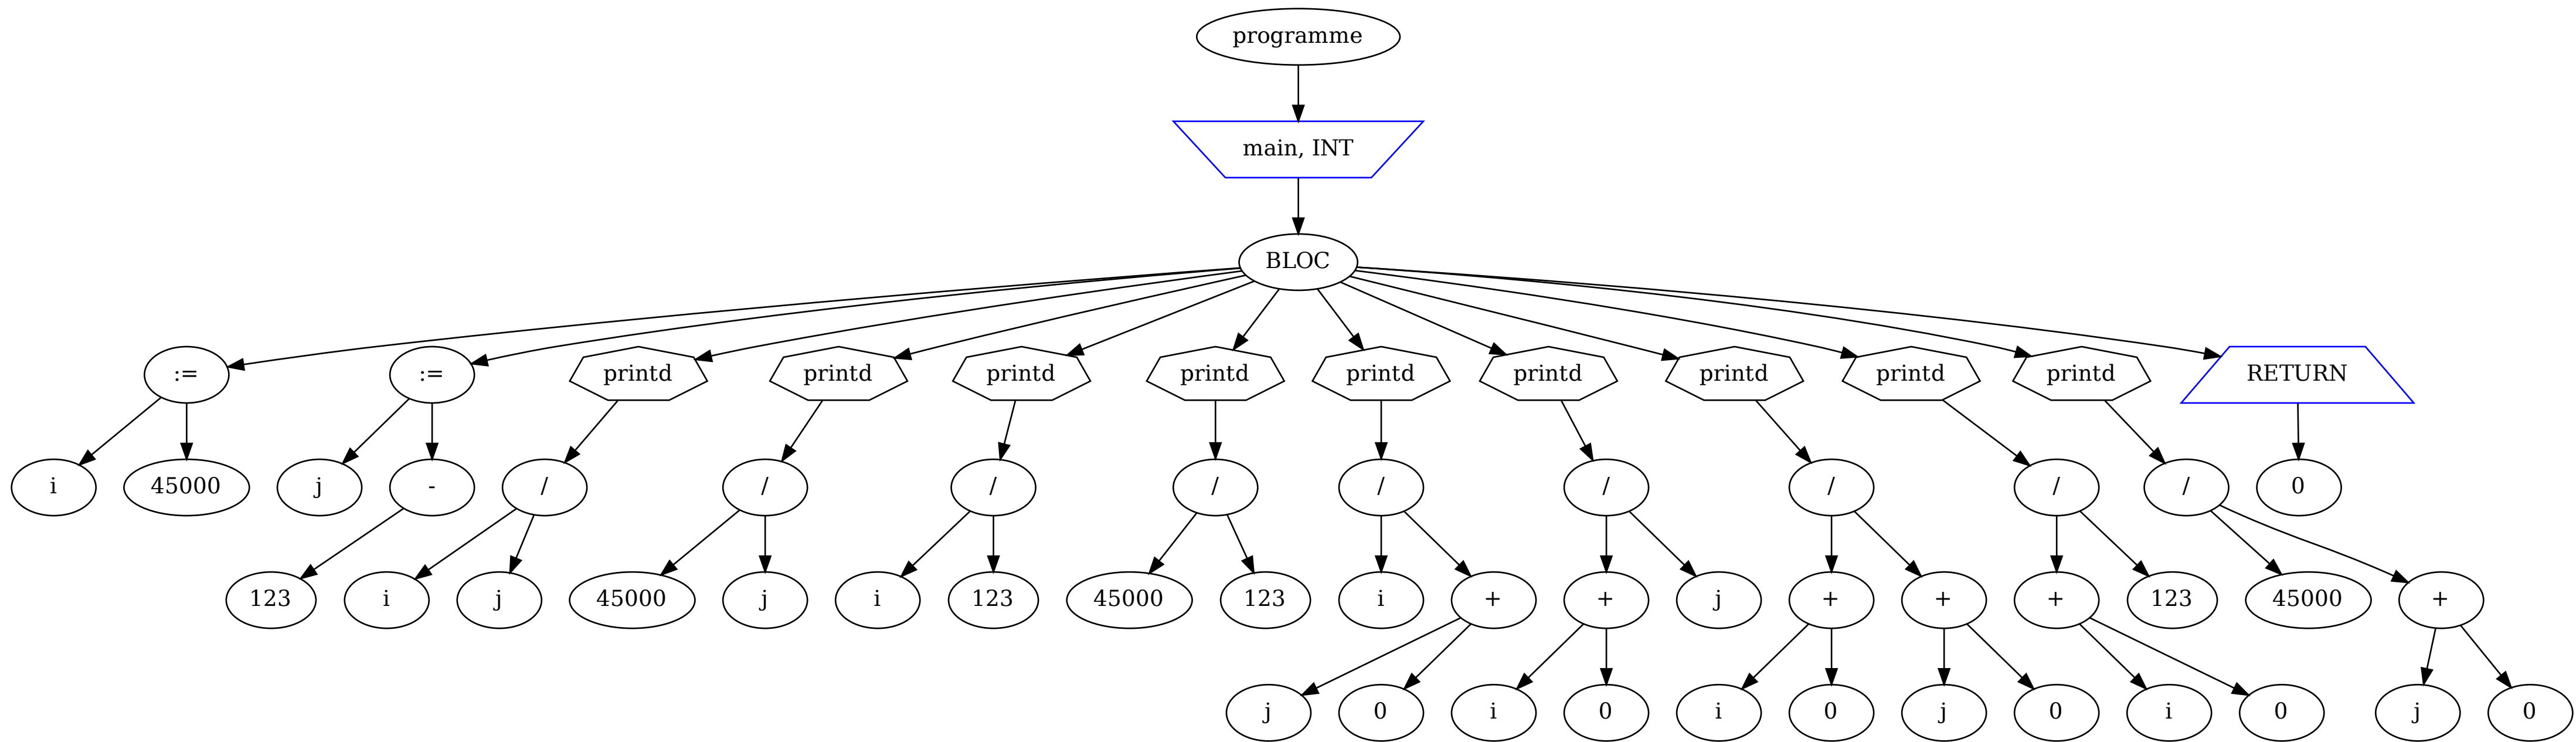 programme
main, INT
BLOC
:=
:=
printd
printd
printd
printd
printd
printd
printd
printd
printd
RETURN
i
45000
j
-
/
/
/
/
/
/
/
/
/
0
123
i
j
45000
j
i
123
45000
123
i
+
+
j
+
+
+
123
45000
+
j
0
i
0
i
0
j
0
i
0
j
0